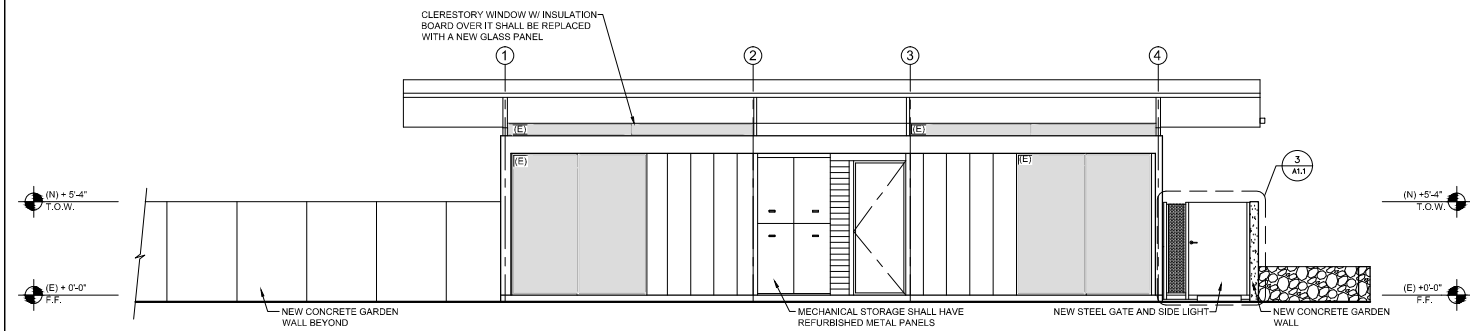 CLERESTORY WINDOW W/ INSULATION
BOARD OVER IT SHALL BE REPLACED
WITH A NEW GLASS PANEL
1
2
3
4
(E)
(E)
(E)
(E)
3
A1.1
(N) + 5'-4"
T.O.W.
(N) +5'-4"
T.O.W.
(E) + 0'-0"
F.F.
(E) +0'-0"
F.F.
NEW CONCRETE GARDEN
WALL BEYOND
MECHANICAL STORAGE SHALL HAVE
REFURBISHED METAL PANELS
NEW STEEL GATE AND SIDE LIGHT
NEW CONCRETE GARDEN
WALL